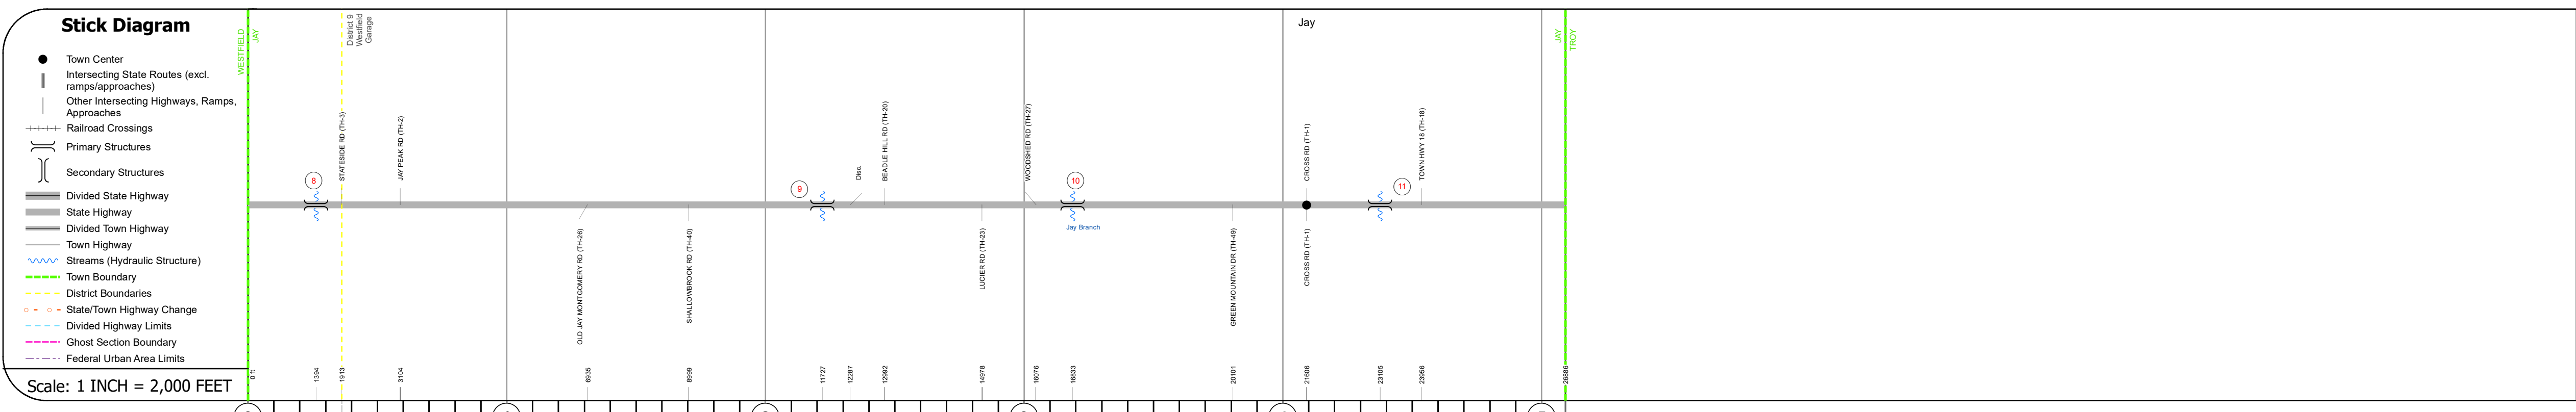 Stick Diagram
Town Center
Intersecting State Routes (excl.
ramps/approaches)
Other Intersecting Highways, Ramps,
Approaches
Railroad Crossings
Primary Structures
Secondary Structures
Divided State Highway
State Highway
Divided Town Highway
Town Highway
Streams (Hydraulic Structure)
Town Boundary
District Boundaries
State/Town Highway Change
Divided Highway Limits
Ghost Section Boundary
Federal Urban Area Limits
Scale: 1 INCH = 2,000 FEET
WESTFIELD
JAY
District 9
Westfield
Garage
Jay
JAY
TROY
8
STATESIDE RD (TH-3)
JAY PEAK RD (TH-2)
OLD JAY MONTGOMERY RD (TH-26)
SHALLOWBROOK RD (TH-40)
9
Disc.
BEADLE HILL RD (TH-20)
LUCIER RD (TH-23)
WOODSHED RD (TH-27)
10
Jay Branch
GREEN MOUNTAIN DR (TH-49)
CROSS RD (TH-1)
CROSS RD (TH-1)
11
TOWN HWY 18 (TH-18)
0 ft
1394
1913
3104
6935
8999
11727
12287
12992
14978
16076
16833
20101
21606
23105
23956
26886